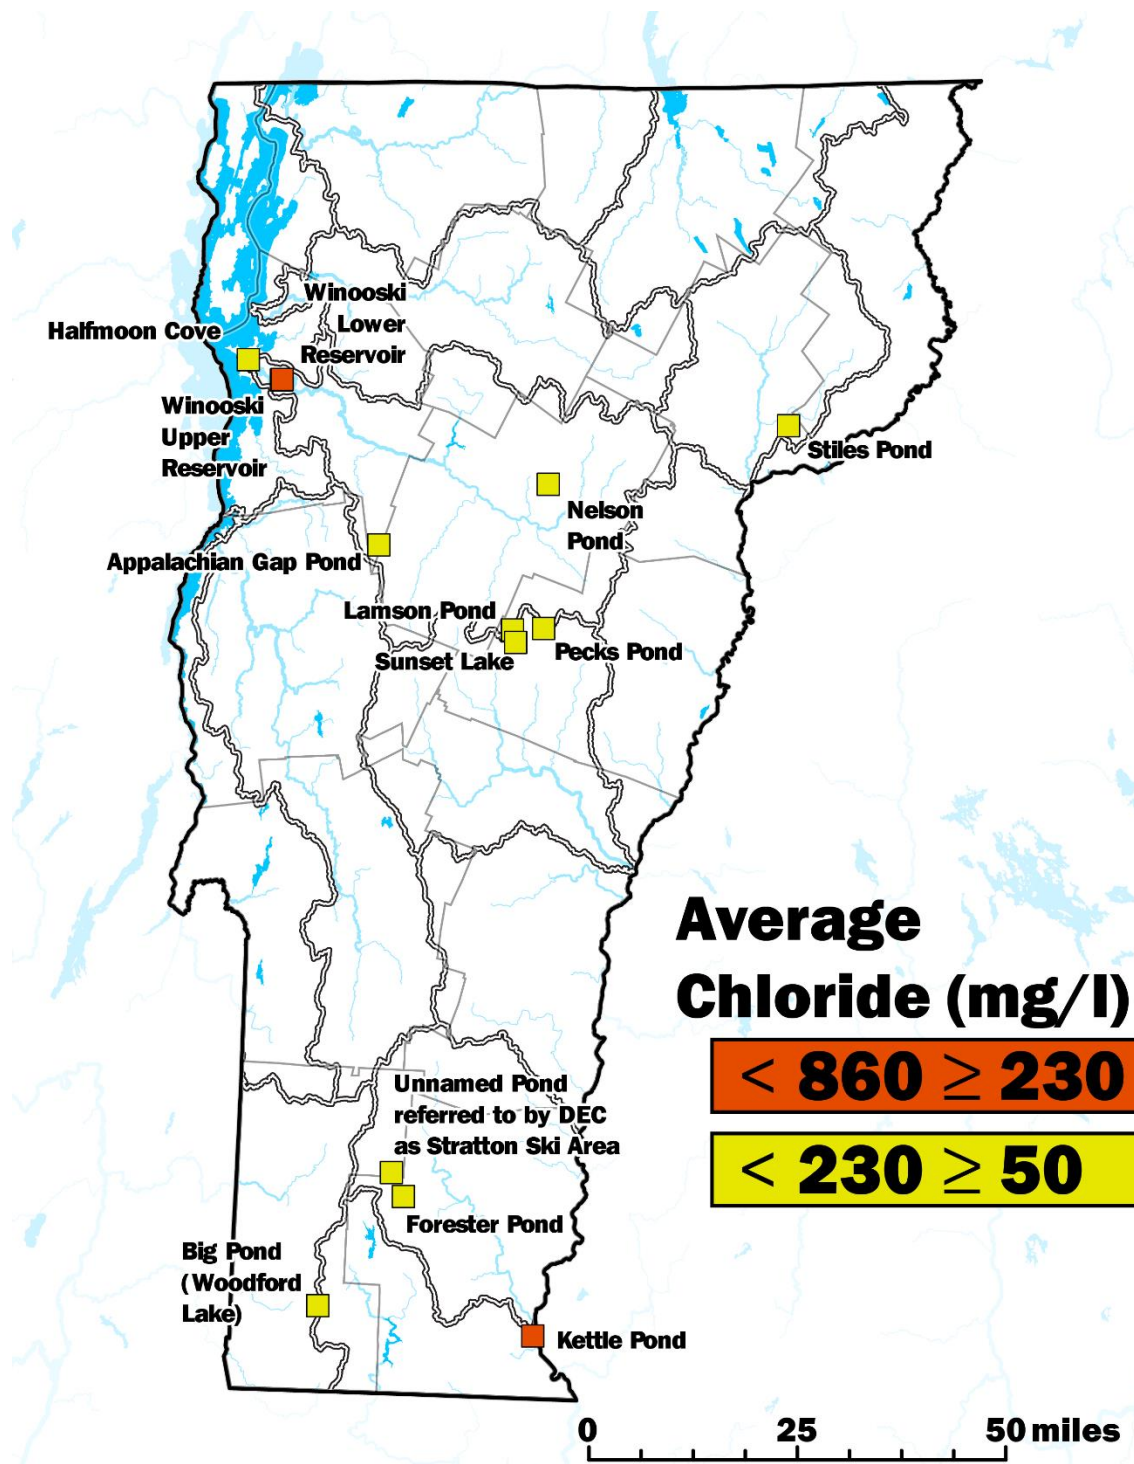 Winooski
Lower
Reservoir
Halfmoon Cove
Winooski
Upper
Reservoir
Stiles Pond
Nelson
Pond
Appalachian Gap Pond
Lamson Pond
Pecks Pond
Sunset Lake
Average
Chloride (mg/l)
< 860 ≥ 230
< 230 ≥ 50
Unnamed Pond
referred to by DEC
as Stratton Ski Area
Forester Pond
Big Pond
(Woodford
Lake)
Kettle Pond
0 25 50 miles